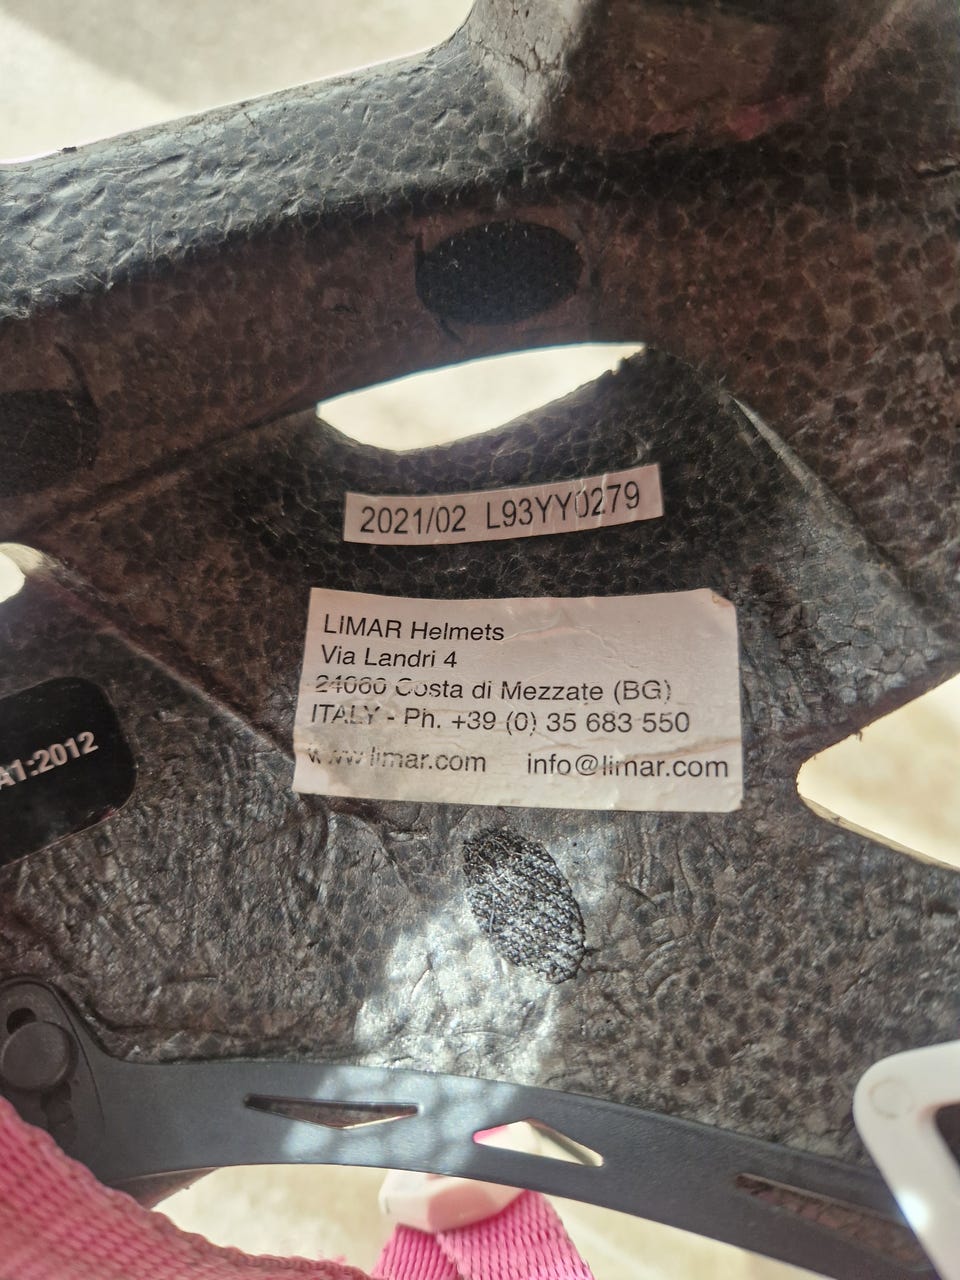 2021/02 L93YY0279
LIMAR Helmets
Via Landri 4
24060 Costa di Mezzate (BG)
ITALY - Ph. +39 (0) 35 683 550
www.limar.com info@limar.com
A1:2012